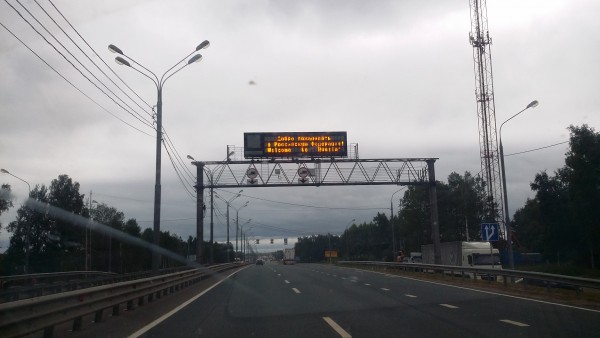 Добро пожаловать
в Российскую Федерацию!
Welcome to Russia